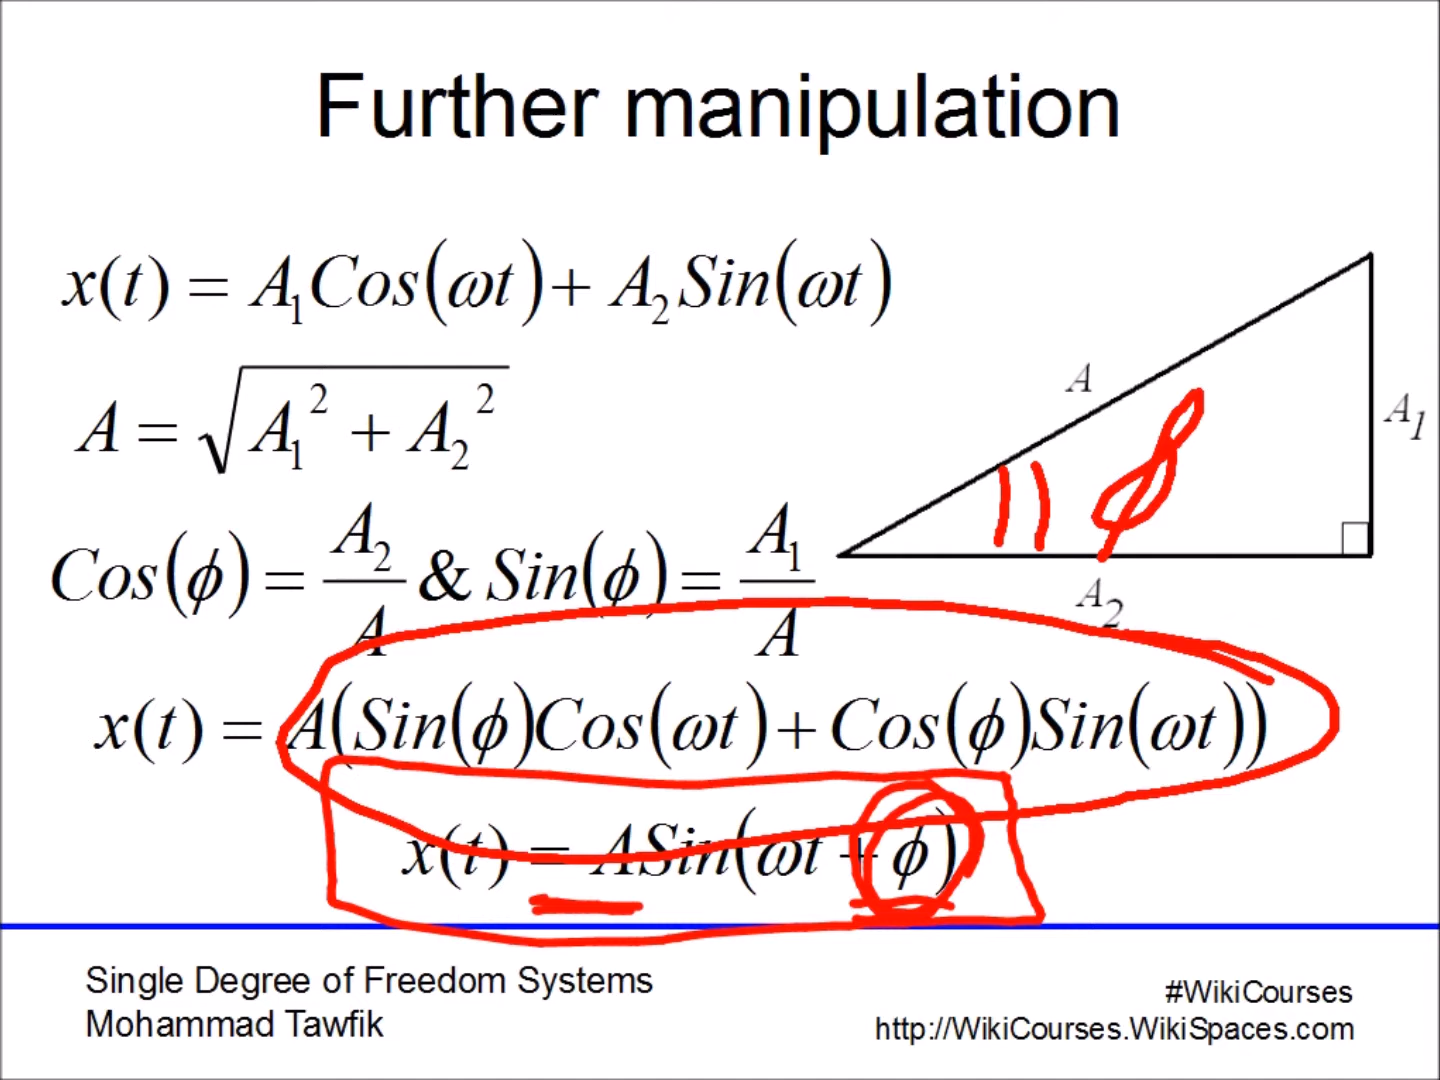 Further manipulation
x(t) = A₁Cos(ωt) + A₂Sin(ωt)
A = √(A₁² + A₂²)
Cos(ϕ) = A₂/A & Sin(ϕ) = A₁/A
x(t) = A(Sin(ϕ)Cos(ωt) + Cos(ϕ)Sin(ωt))
x(t) = ASin(ωt + ϕ)
A
A₁
ϕ
A₂
Single Degree of Freedom Systems
Mohammad Tawfik
#WikiCourses
http://WikiCourses.WikiSpaces.com